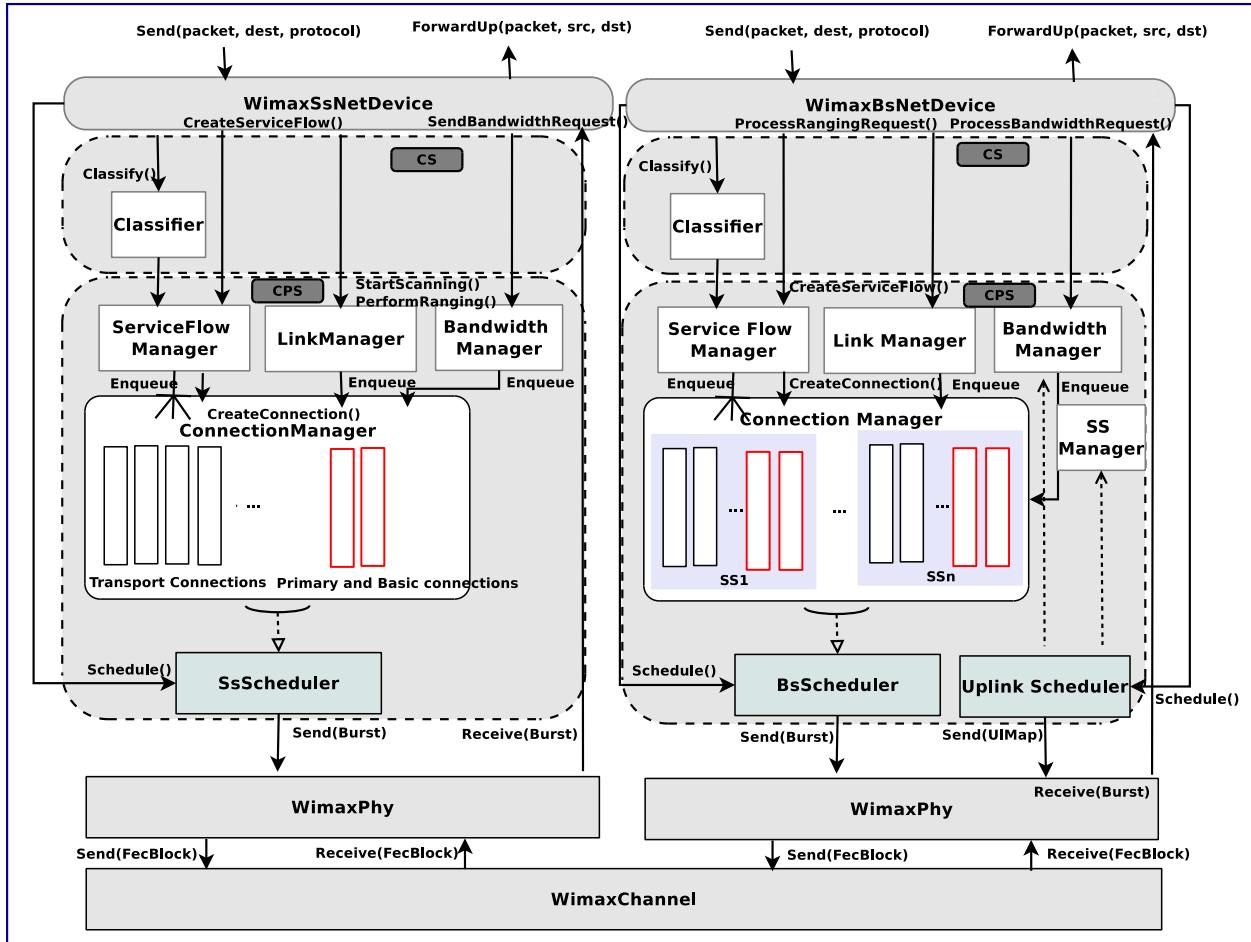 Send(packet, dest, protocol)
ForwardUp(packet, src, dst)
WimaxSsNetDevice
CreateServiceFlow()
SendBandwidthRequest()
CS
Classify()
Classifier
CPS
StartScanning()
PerformRanging()
ServiceFlow
Manager
LinkManager
Bandwidth
Manager
Enqueue
Enqueue
Enqueue
CreateConnection()
ConnectionManager
. ...
Transport Connections
Primary and Basic connections
Schedule()
SsScheduler
Send(Burst)
Receive(Burst)
WimaxPhy
Send(FecBlock)
Receive(FecBlock)
Send(packet, dest, protocol)
ForwardUp(packet, src, dst)
WimaxBsNetDevice
ProcessRangingRequest()
ProcessBandwidthRequest()
CS
Classify()
Classifier
CreateServiceFlow()
CPS
Service Flow
Manager
Link Manager
Bandwidth
Manager
Enqueue
CreateConnection()
Enqueue
Enqueue
Connection Manager
SS
Manager
...
...
...
SS1
SSn
Schedule()
BsScheduler
Uplink Scheduler
Schedule()
Send(Burst)
Send(UlMap)
Receive(Burst)
WimaxPhy
Send(FecBlock)
Receive(FecBlock)
WimaxChannel